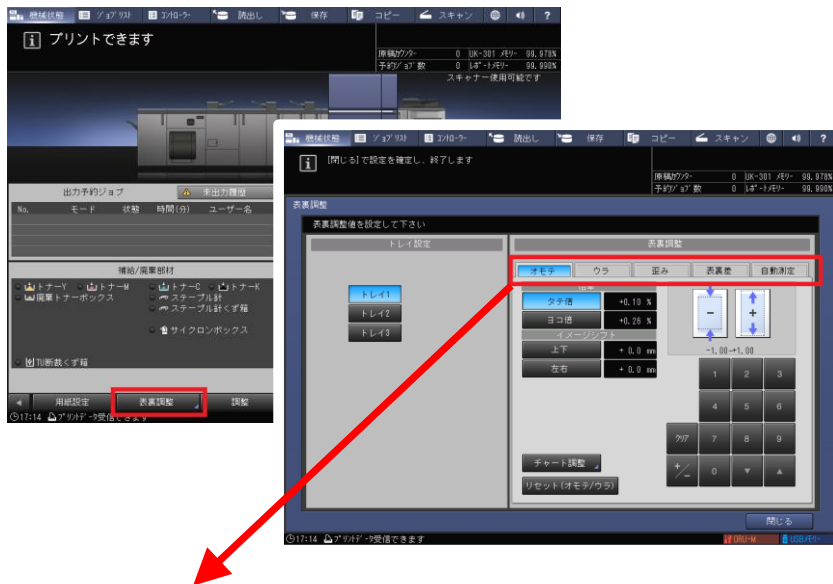 機械状態 ジョブリスト コントローラー 読出し 保存 コピー スキャン ?
プリントできます
原稿カウンター 0 UK-301 メモリー 99.978%
予約ジョブ数 0 レポートメモリー 99.998%
スキャナー使用可能です
出力予約ジョブ 未出力履歴
No. モード 状態 時間(分) ユーザー名
補給/廃棄部材
トナーY トナーM トナーC トナーK
廃棄トナーボックス ステープル針
ステープル針くず箱
サイクロンボックス
断裁くず箱
用紙設定 表裏調整 調整
17:14 プリントデータ受信できます
機械状態 ジョブリスト コントローラー 読出し 保存 コピー スキャン ?
[閉じる]で設定を確定し、終了します
原稿カウンター 0 UK-301 メモリー 99.978%
予約ジョブ数 0 レポートメモリー 99.998%
表裏調整
表裏調整値を設定して下さい
トレイ設定
トレイ1
トレイ2
トレイ3
表裏調整
オモテ ウラ 歪み 表裏差 自動測定
倍率
タテ倍 +0.10 %
ヨコ倍 +0.26 %
イメージシフト
上下 + 0.0 mm
左右 + 0.0 mm
- +
-1.00-+1.00
1 2 3
4 5 6
クリア 7 8 9
+/- 0 ▼ ▲
チャート調整
リセット(オモテ/ウラ)
閉じる
17:14 プリントデータ受信できます DRU-M USBメモリー